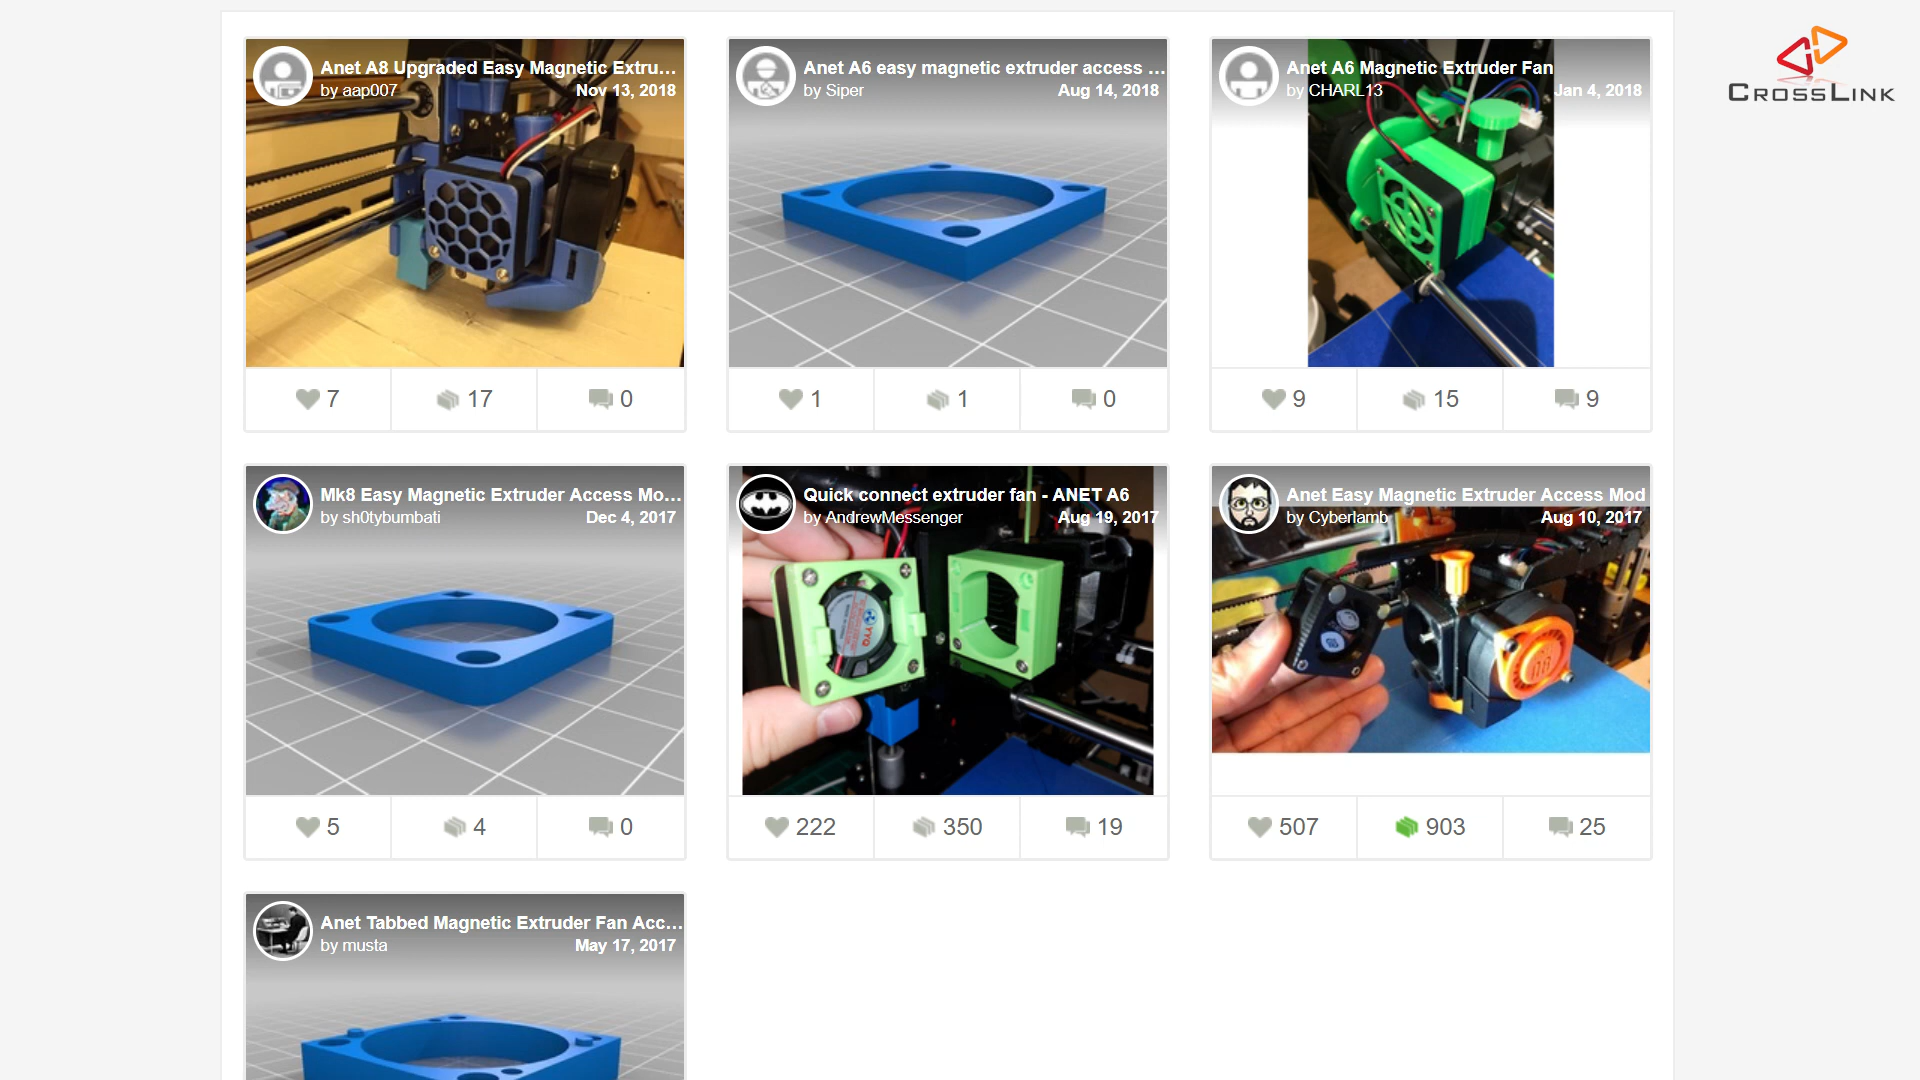 Anet A8 Upgraded Easy Magnetic Extru...
by aap007
Nov 13, 2018
7
17
0
Anet A6 easy magnetic extruder access ...
by Siper
Aug 14, 2018
1
1
0
Anet A6 Magnetic Extruder Fan
by CHARL13
Jan 4, 2018
9
15
9
CROSSLINK
Mk8 Easy Magnetic Extruder Access Mo...
by sh0tybumbati
Dec 4, 2017
5
4
0
Quick connect extruder fan - ANET A6
by AndrewMessenger
Aug 19, 2017
YYQ
222
350
19
Anet Easy Magnetic Extruder Access Mod
by Cyberlamb
Aug 10, 2017
507
903
25
Anet Tabbed Magnetic Extruder Fan Acc...
by musta
May 17, 2017